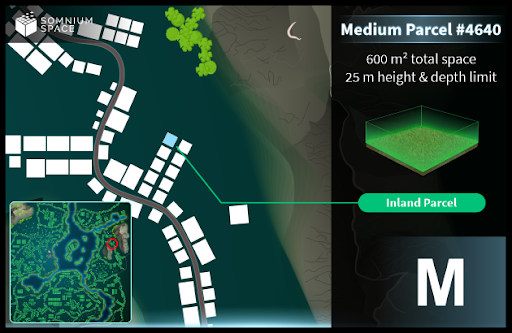 SOMNIUM
SPACE
Medium Parcel #4640
600 m² total space
25 m height & depth limit
Inland Parcel
M